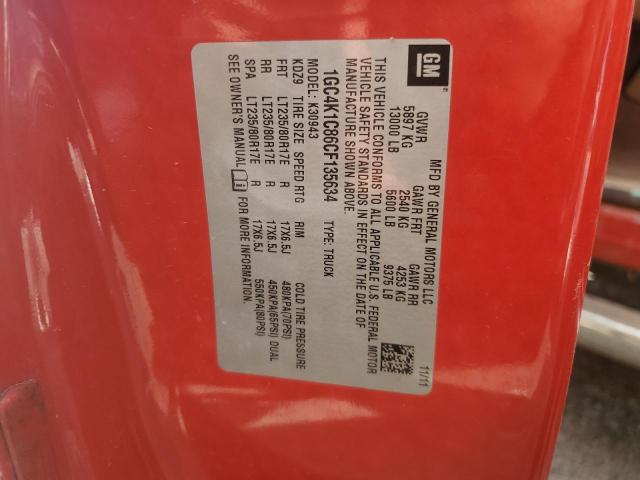 GM
MFD BY GENERAL MOTORS LLC
11/11
GVWR GAWR FRT GAWR RR
5897 KG 2540 KG 4253 KG
13000 LB 5600 LB 9375 LB
THIS VEHICLE CONFORMS TO ALL APPLICABLE U.S. FEDERAL MOTOR
VEHICLE SAFETY STANDARDS IN EFFECT ON THE DATE OF
MANUFACTURE SHOWN ABOVE.
1GC4K1C86CF135634 TYPE: TRUCK
MODEL: K30943
KDZ9 TIRE SIZE SPEED RTG RIM COLD TIRE PRESSURE
FRT LT235/80R17E R 17X6.5J 480KPA(70PSI)
RR LT235/80R17E R 17X6.5J 450KPA(65PSI) DUAL
SPA LT235/80R17E R 17X6.5J 550KPA(80PSI)
SEE OWNER'S MANUAL FOR MORE INFORMATION.